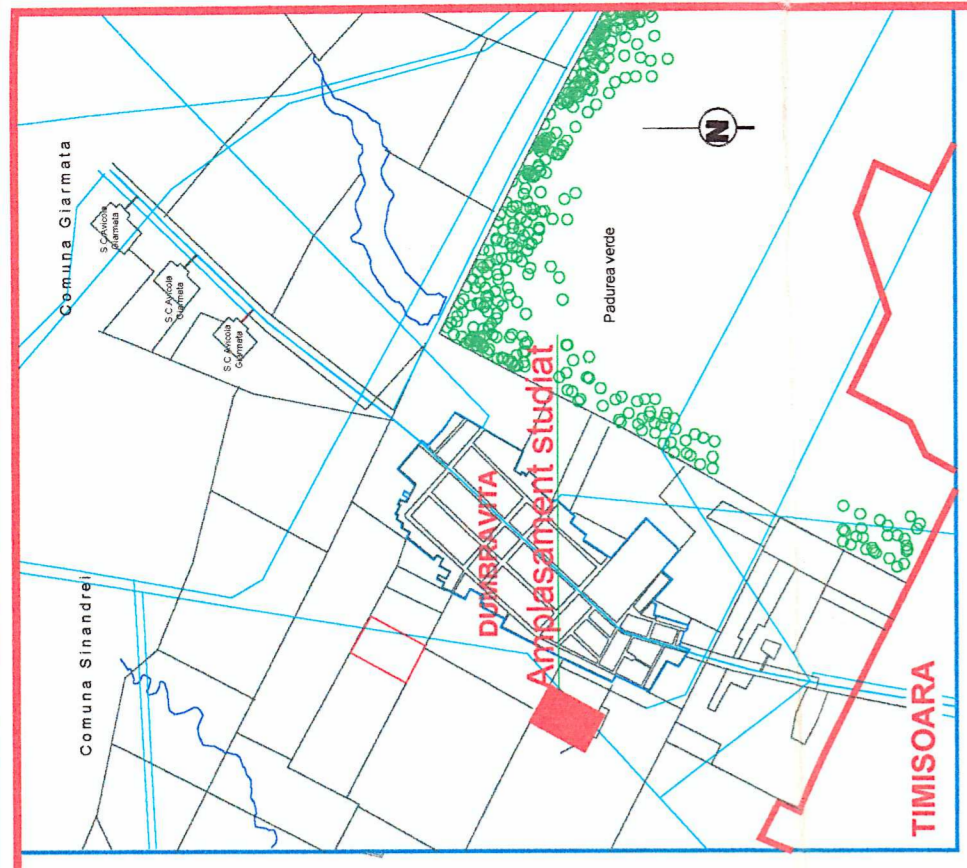 Comuna Giarmata
S C Avicola
Giarmata
S C Avicola
Giarmata
S C Avicola
Giarmata
N
Padurea verde
Comuna Sinandrei
DUMBRAVITA
Amplasament studiat
TIMISOARA